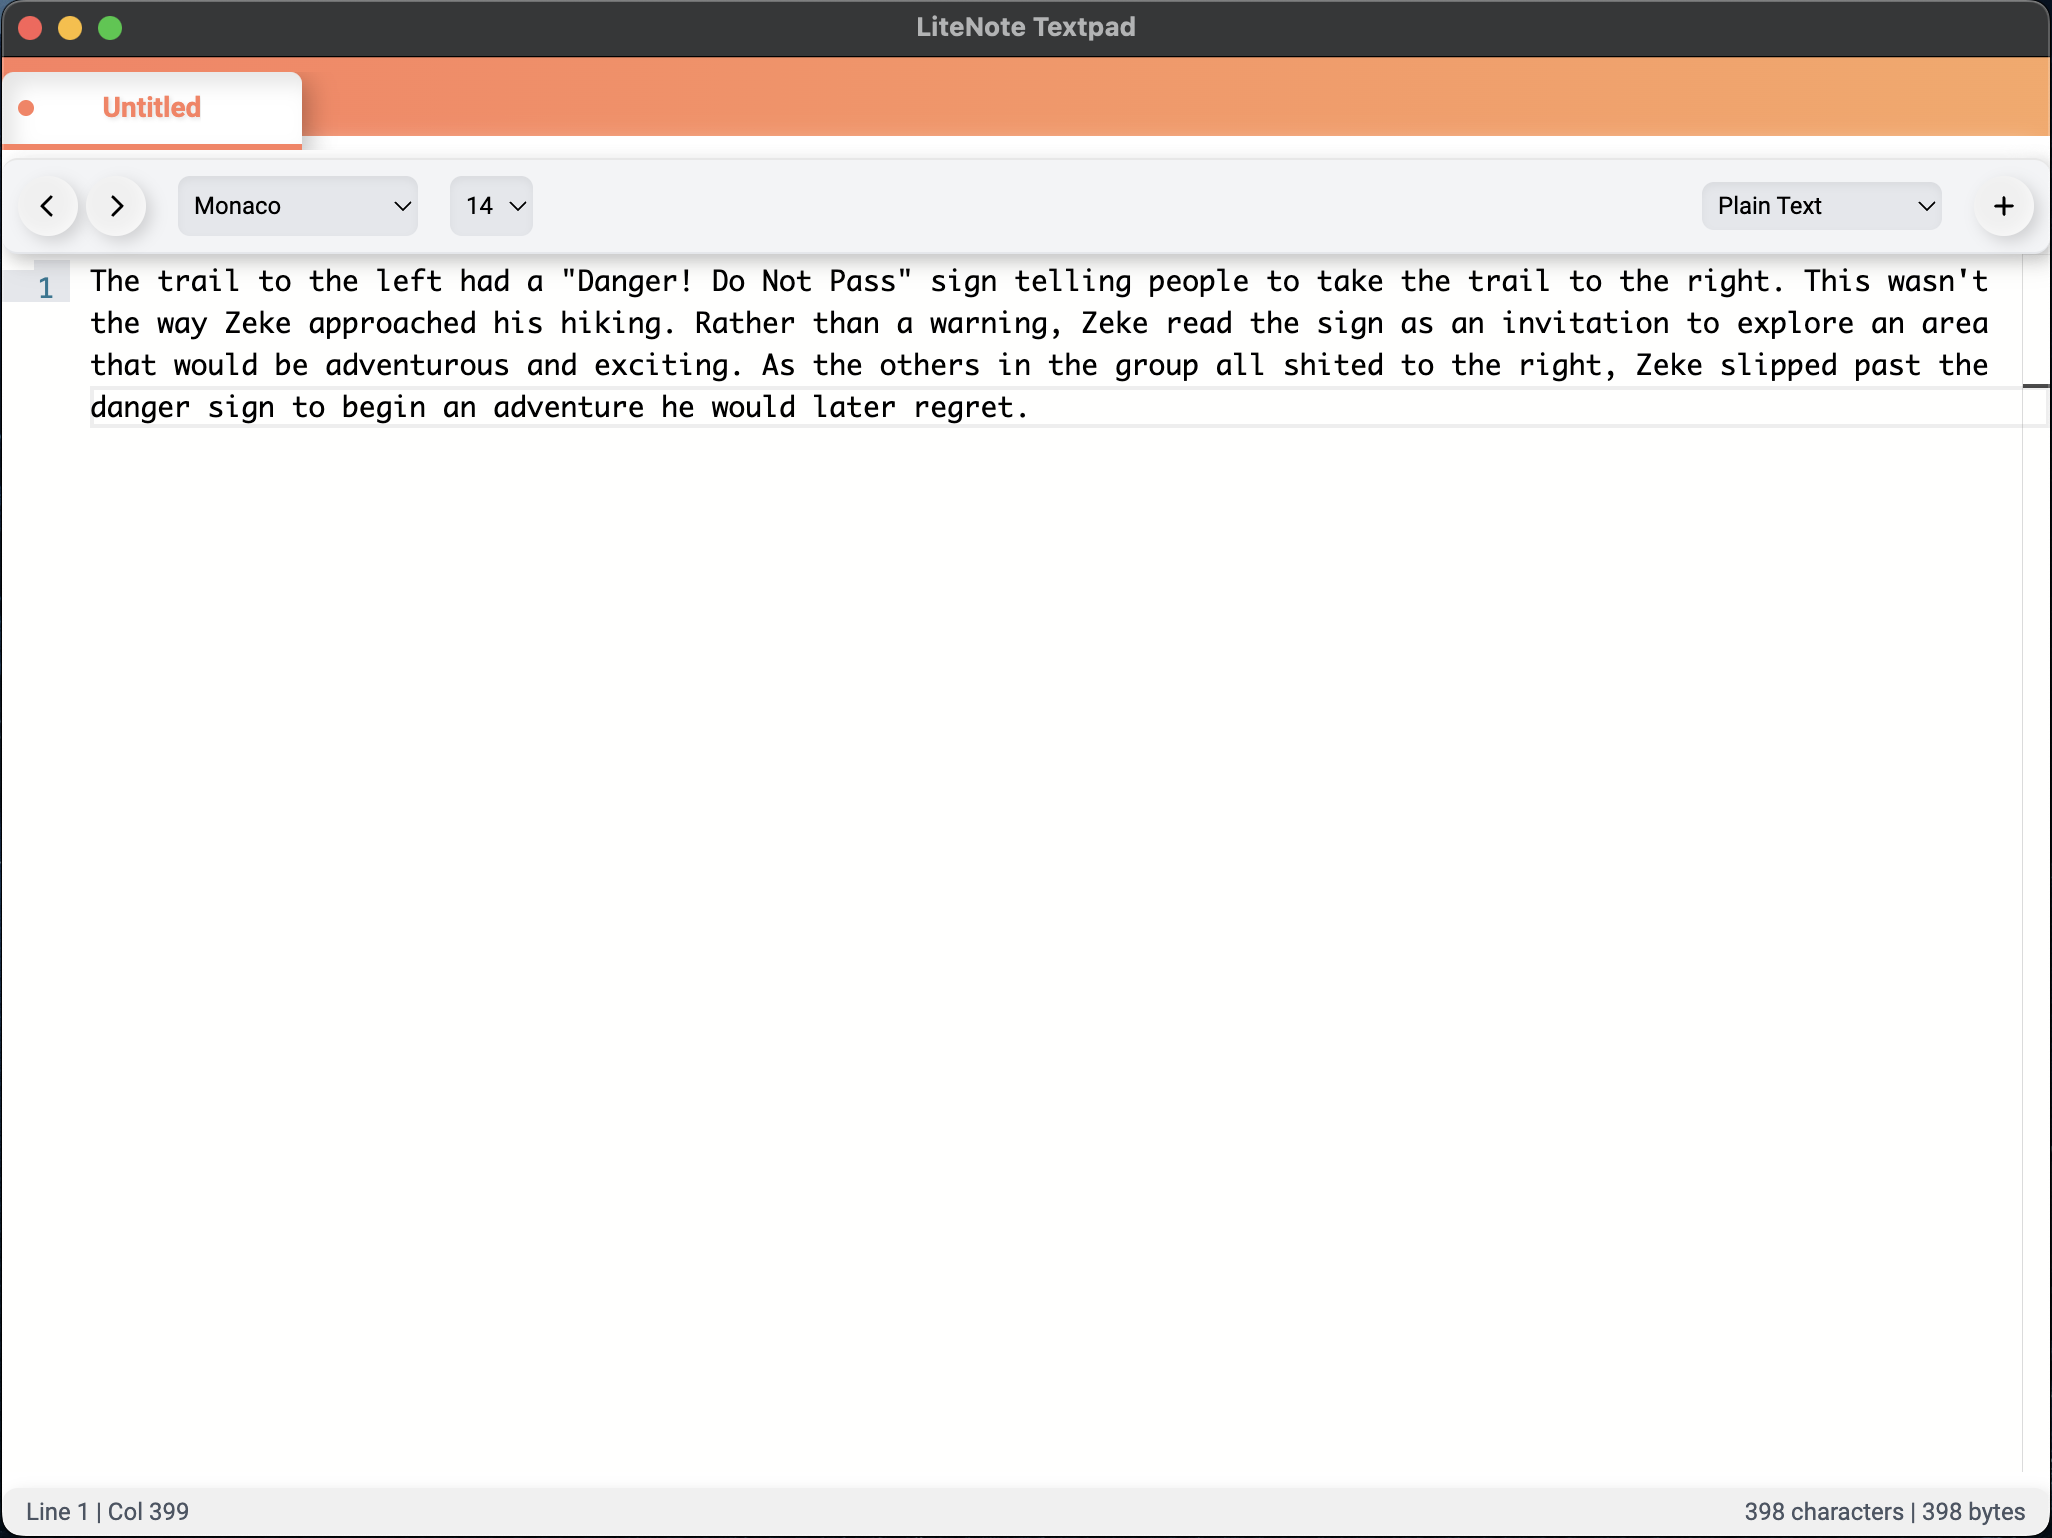 LiteNote Textpad
Untitled
Monaco
14
Plain Text
1
The trail to the left had a "Danger! Do Not Pass" sign telling people to take the trail to the right. This wasn't
the way Zeke approached his hiking. Rather than a warning, Zeke read the sign as an invitation to explore an area
that would be adventurous and exciting. As the others in the group all shited to the right, Zeke slipped past the
danger sign to begin an adventure he would later regret.
Line 1 | Col 399
398 characters | 398 bytes